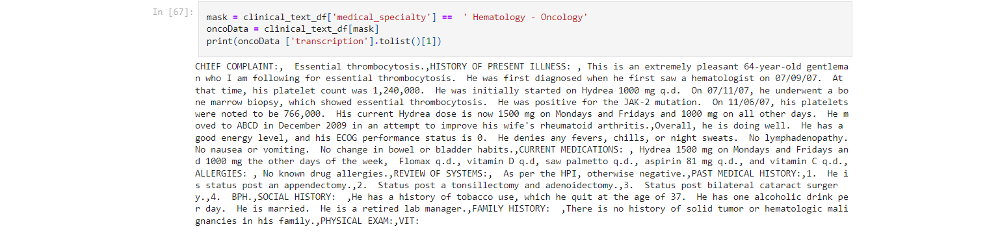 In [67]:
mask = clinical_text_df['medical_specialty'] ==  ' Hematology - Oncology'
oncoData = clinical_text_df[mask]
print(oncoData ['transcription'].tolist()[1])
CHIEF COMPLAINT:,  Essential thrombocytosis.,HISTORY OF PRESENT ILLNESS: , This is an extremely pleasant 64-year-old gentlema
n who I am following for essential thrombocytosis.  He was first diagnosed when he first saw a hematologist on 07/09/07.  At
that time, his platelet count was 1,240,000.  He was initially started on Hydrea 1000 mg q.d.  On 07/11/07, he underwent a bo
ne marrow biopsy, which showed essential thrombocytosis.  He was positive for the JAK-2 mutation.  On 11/06/07, his platelets
were noted to be 766,000.  His current Hydrea dose is now 1500 mg on Mondays and Fridays and 1000 mg on all other days.  He m
oved to ABCD in December 2009 in an attempt to improve his wife's rheumatoid arthritis.,Overall, he is doing well.  He has a
good energy level, and his ECOG performance status is 0.  He denies any fevers, chills, or night sweats.  No lymphadenopathy.
No nausea or vomiting.  No change in bowel or bladder habits.,CURRENT MEDICATIONS: , Hydrea 1500 mg on Mondays and Fridays an
d 1000 mg the other days of the week,  Flomax q.d., vitamin D q.d, saw palmetto q.d., aspirin 81 mg q.d., and vitamin C q.d.,
ALLERGIES: , No known drug allergies.,REVIEW OF SYSTEMS:,  As per the HPI, otherwise negative.,PAST MEDICAL HISTORY:,1.  He i
s status post an appendectomy.,2.  Status post a tonsillectomy and adenoidectomy.,3.  Status post bilateral cataract surger
y.,4.  BPH.,SOCIAL HISTORY:  ,He has a history of tobacco use, which he quit at the age of 37.  He has one alcoholic drink pe
r day.  He is married.  He is a retired lab manager.,FAMILY HISTORY:  ,There is no history of solid tumor or hematologic mali
gnancies in his family.,PHYSICAL EXAM:,VIT: